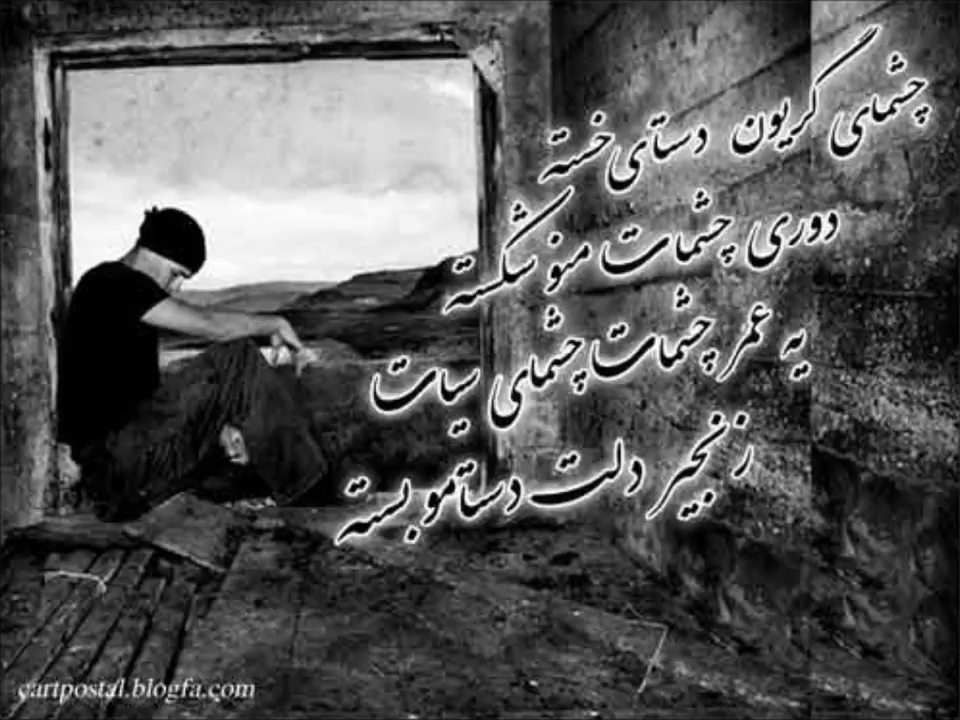 چشمای گریون دستای خسته
دوری چشمات منو شکسته
یه عمر چشمات چشمای سیات
زنجیر دلت دستامو بسته
cartpostal.blogfa.com